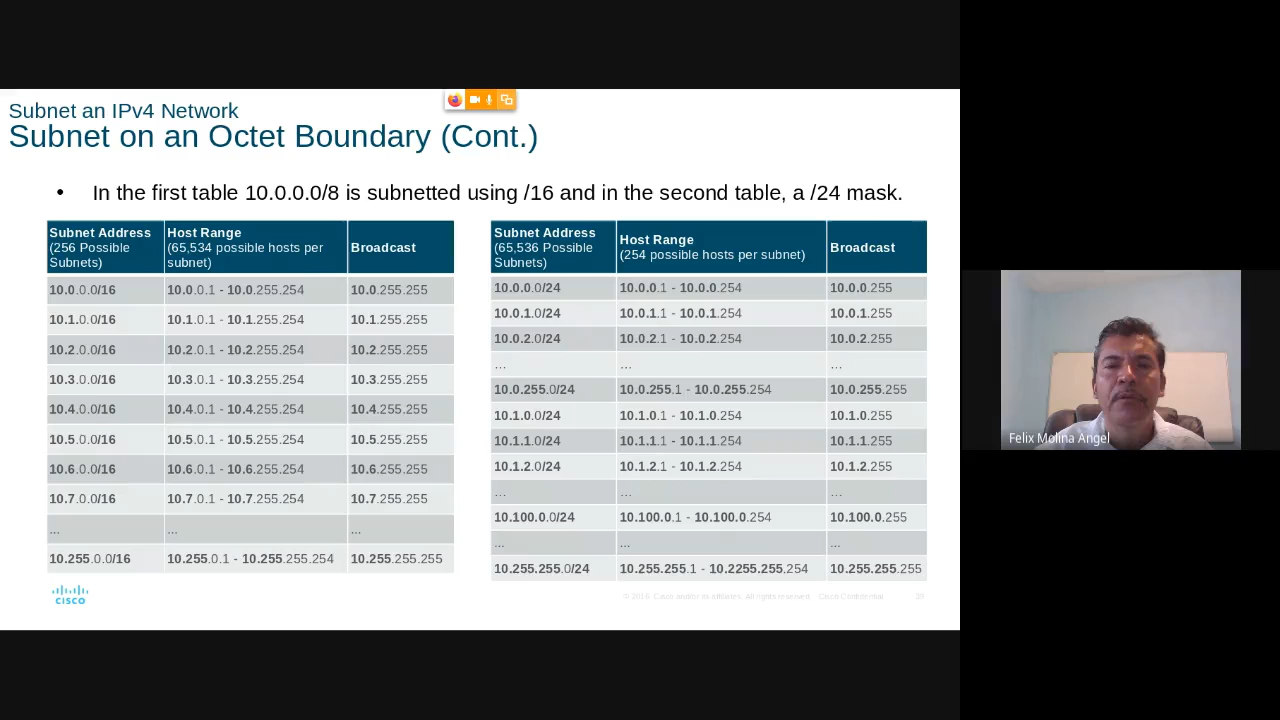 Subnet an IPv4 Network
Subnet on an Octet Boundary (Cont.)
• In the first table 10.0.0.0/8 is subnetted using /16 and in the second table, a /24 mask.
Subnet Address (256 Possible Subnets) Host Range (65,534 possible hosts per subnet) Broadcast
10.0.0.0/16 10.0.0.1 - 10.0.255.254 10.0.255.255
10.1.0.0/16 10.1.0.1 - 10.1.255.254 10.1.255.255
10.2.0.0/16 10.2.0.1 - 10.2.255.254 10.2.255.255
10.3.0.0/16 10.3.0.1 - 10.3.255.254 10.3.255.255
10.4.0.0/16 10.4.0.1 - 10.4.255.254 10.4.255.255
10.5.0.0/16 10.5.0.1 - 10.5.255.254 10.5.255.255
10.6.0.0/16 10.6.0.1 - 10.6.255.254 10.6.255.255
10.7.0.0/16 10.7.0.1 - 10.7.255.254 10.7.255.255
... ... ...
10.255.0.0/16 10.255.0.1 - 10.255.255.254 10.255.255.255
Subnet Address (65,536 Possible Subnets) Host Range (254 possible hosts per subnet) Broadcast
10.0.0.0/24 10.0.0.1 - 10.0.0.254 10.0.0.255
10.0.1.0/24 10.0.1.1 - 10.0.1.254 10.0.1.255
10.0.2.0/24 10.0.2.1 - 10.0.2.254 10.0.2.255
… … …
10.0.255.0/24 10.0.255.1 - 10.0.255.254 10.0.255.255
10.1.0.0/24 10.1.0.1 - 10.1.0.254 10.1.0.255
10.1.1.0/24 10.1.1.1 - 10.1.1.254 10.1.1.255
10.1.2.0/24 10.1.2.1 - 10.1.2.254 10.1.2.255
… … …
10.100.0.0/24 10.100.0.1 - 10.100.0.254 10.100.0.255
... ... ...
10.255.255.0/24 10.255.255.1 - 10.2255.255.254 10.255.255.255
CISCO
© 2016 Cisco and/or its affiliates. All rights reserved. Cisco Confidential
Felix Molina Angel